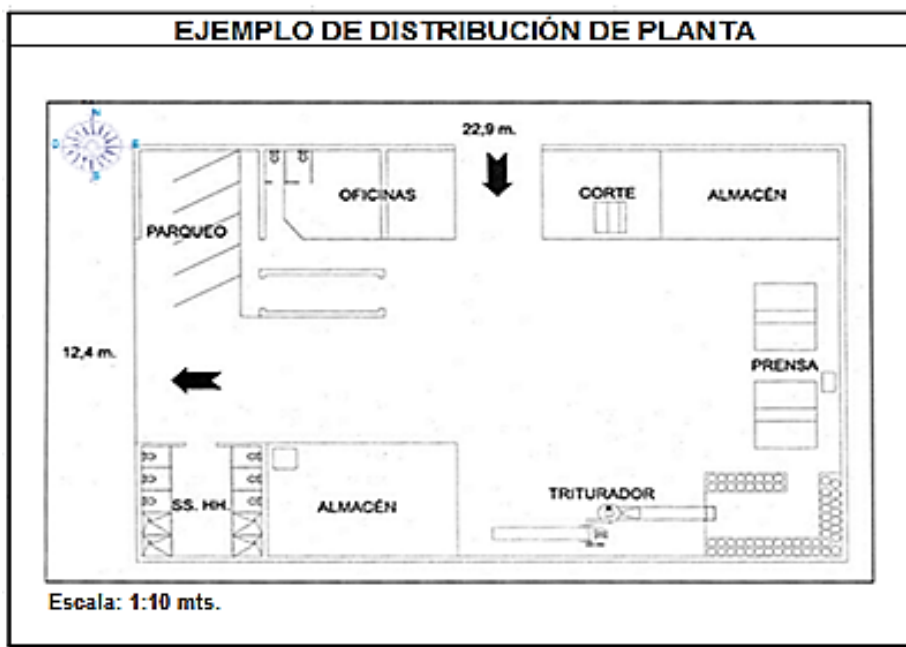 EJEMPLO DE DISTRIBUCIÓN DE PLANTA
N
O
E
S
22,9 m.
OFICINAS
CORTE
ALMACÉN
PARQUEO
12,4 m.
PRENSA
TRITURADOR
SS. HH.
ALMACÉN
Escala: 1:10 mts.